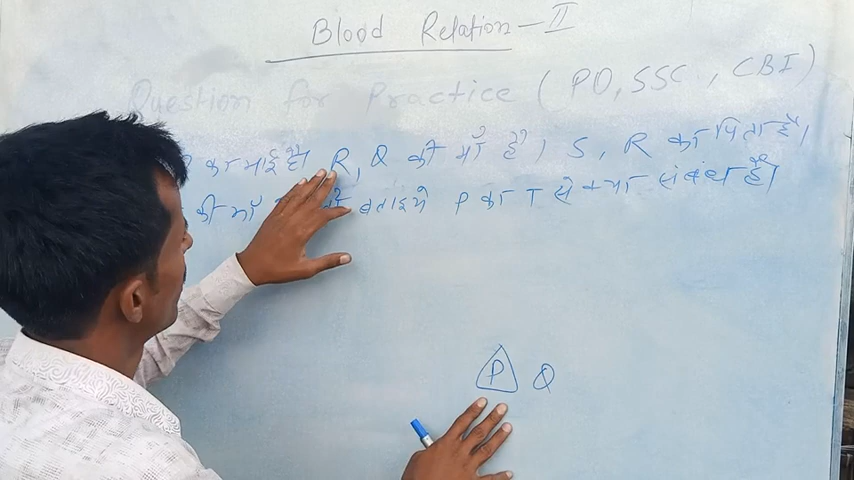 Blood Relation - II
Question for Practice (PO, SSC, CBI)
का भाई है। R, Q की माँ है। S, R का पिता है।
की माँ बताइये P का T से क्या संबंध है।
P Q